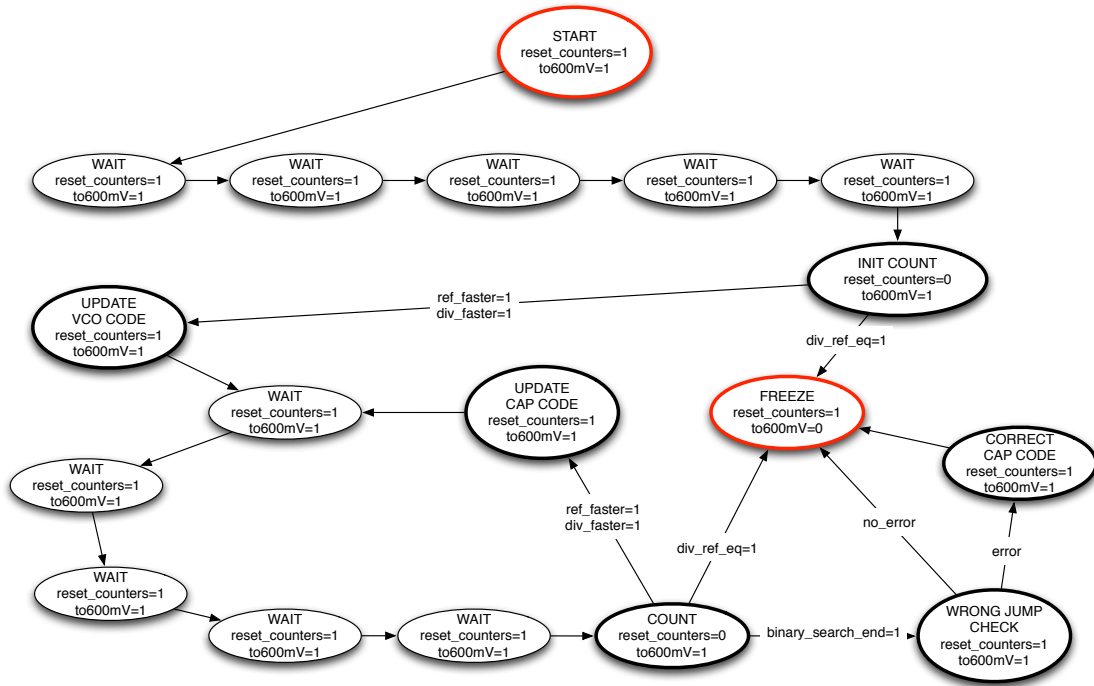 START
reset_counters=1
to600mV=1
WAIT
reset_counters=1
to600mV=1
WAIT
reset_counters=1
to600mV=1
WAIT
reset_counters=1
to600mV=1
WAIT
reset_counters=1
to600mV=1
WAIT
reset_counters=1
to600mV=1
INIT COUNT
reset_counters=0
to600mV=1
ref_faster=1
div_faster=1
UPDATE
VCO CODE
reset_counters=1
to600mV=1
div_ref_eq=1
WAIT
reset_counters=1
to600mV=1
UPDATE
CAP CODE
reset_counters=1
to600mV=1
FREEZE
reset_counters=1
to600mV=0
CORRECT
CAP CODE
reset_counters=1
to600mV=1
WAIT
reset_counters=1
to600mV=1
ref_faster=1
div_faster=1
no_error
div_ref_eq=1
error
WAIT
reset_counters=1
to600mV=1
WAIT
reset_counters=1
to600mV=1
WAIT
reset_counters=1
to600mV=1
COUNT
reset_counters=0
to600mV=1
binary_search_end=1
WRONG JUMP
CHECK
reset_counters=1
to600mV=1